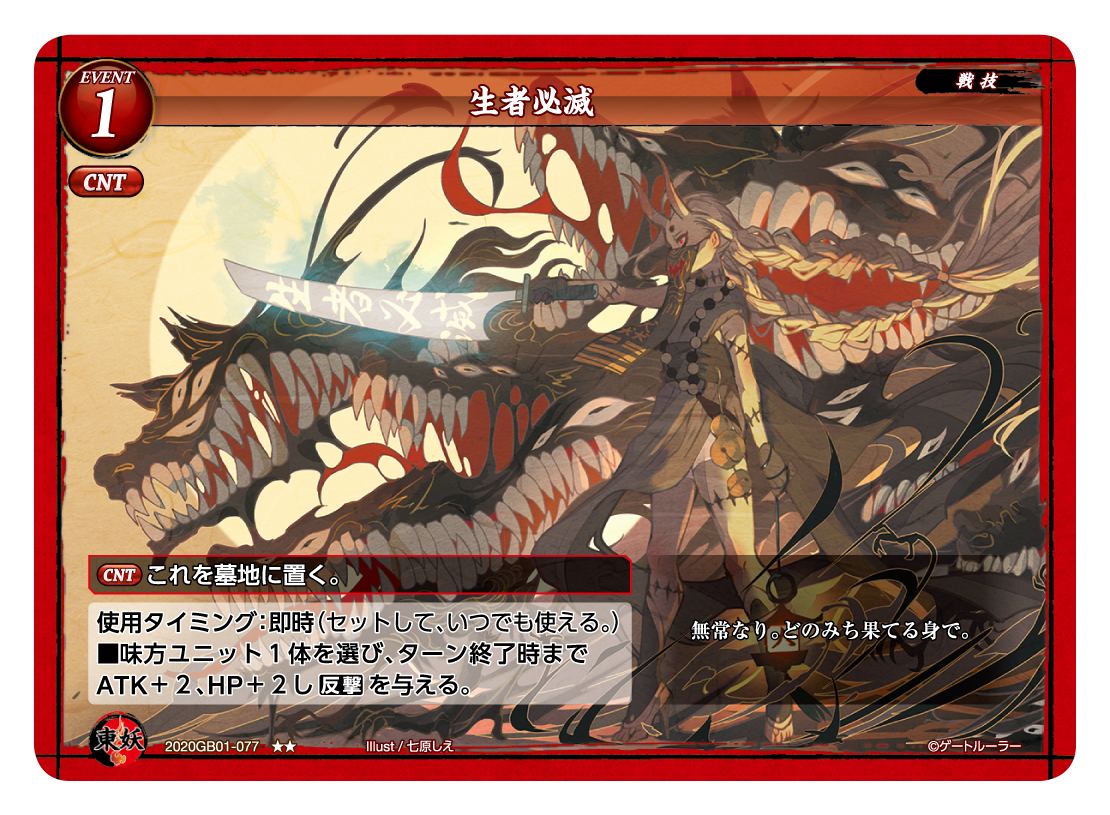 EVENT
1
生者必滅
戦技
CNT
生者必滅
CNT これを墓地に置く。
使用タイミング:即時(セットして、いつでも使える。)
■味方ユニット1体を選び、ターン終了時まで
ATK+2、HP+2し 反撃 を与える。
無常なり。どのみち果てる身で。
東妖
2020GB01-077 ★★
Illust / 七原しえ
©ゲートルーラー